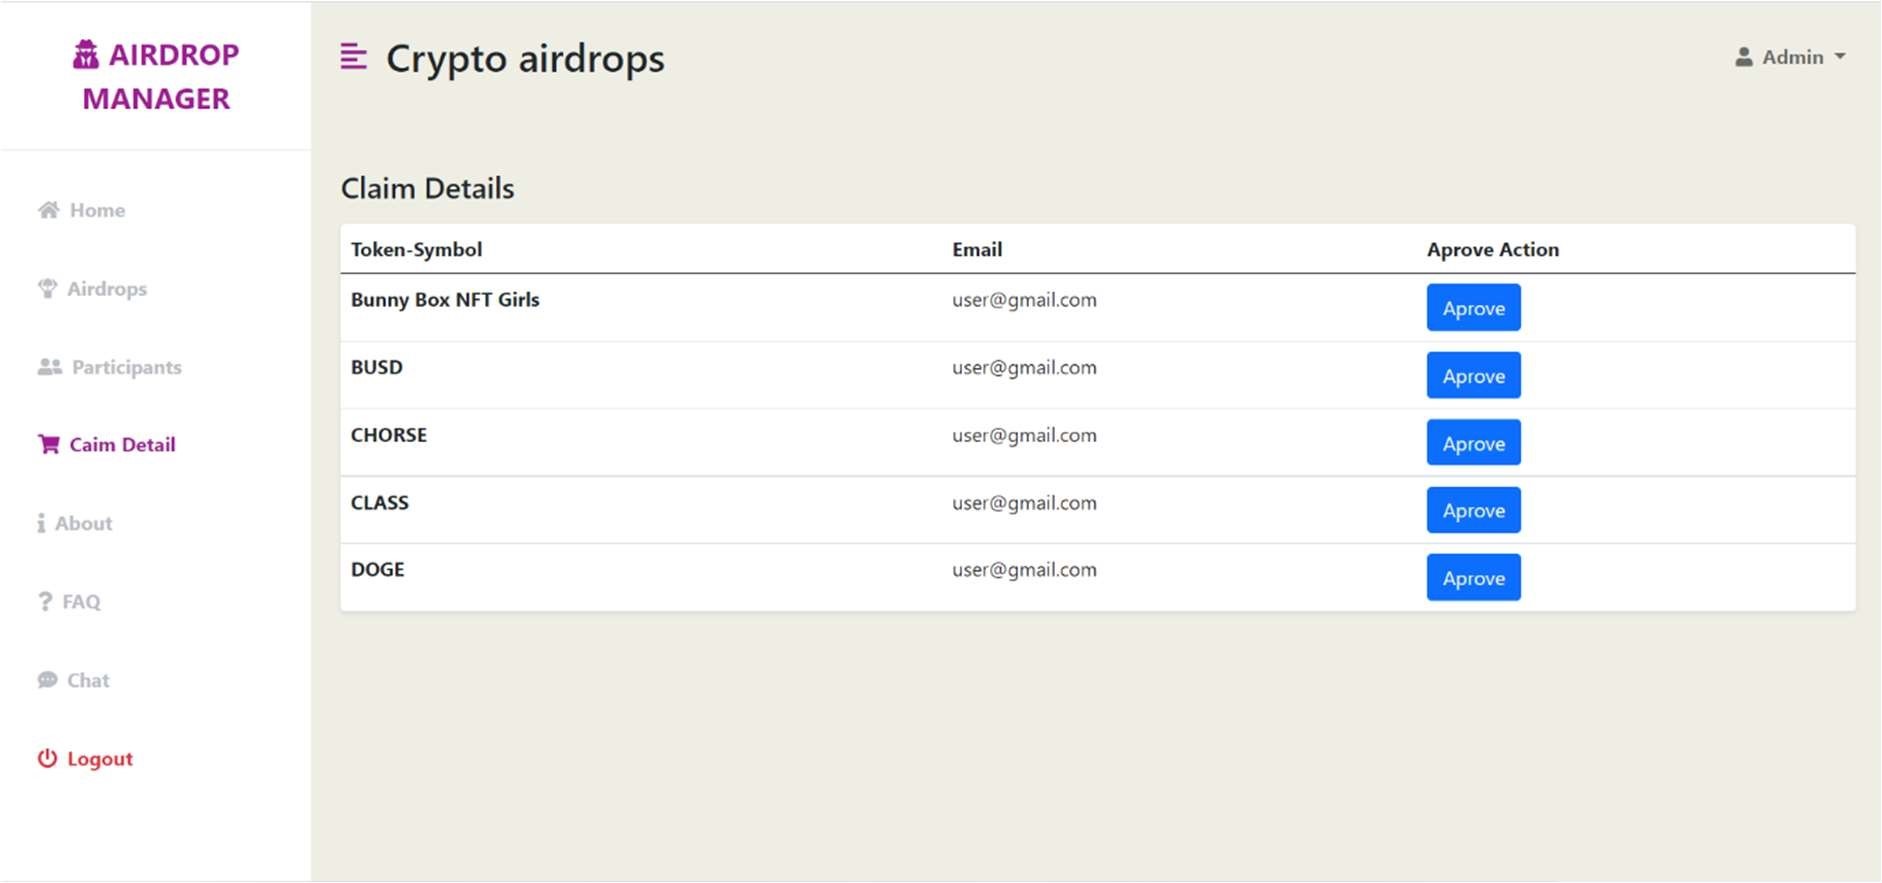 AIRDROP
MANAGER
Crypto airdrops
Admin
Home
Airdrops
Participants
Caim Detail
About
FAQ
Chat
Logout
Claim Details
Token-Symbol Email Aprove Action
Bunny Box NFT Girls user@gmail.com Aprove
BUSD user@gmail.com Aprove
CHORSE user@gmail.com Aprove
CLASS user@gmail.com Aprove
DOGE user@gmail.com Aprove